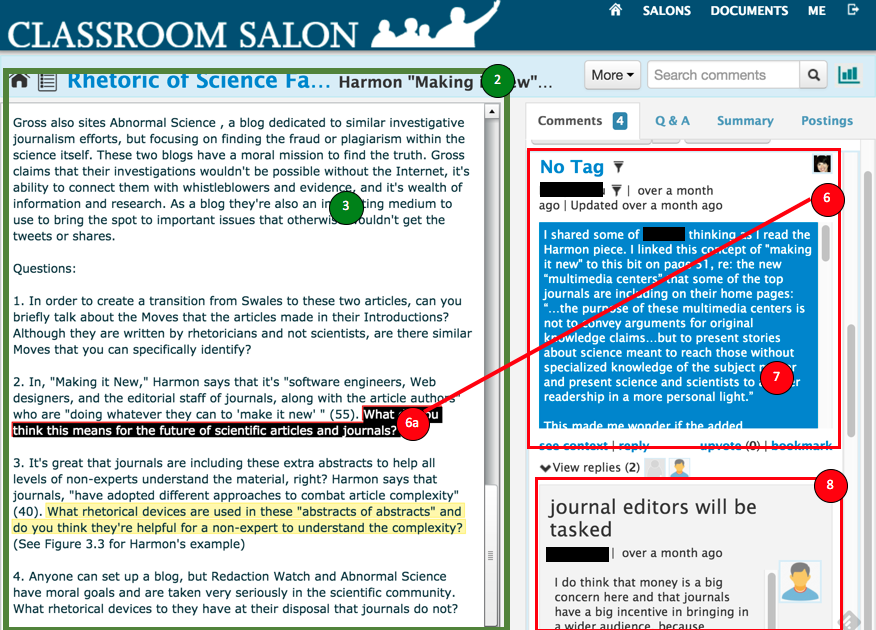 CLASSROOM SALON
SALONS DOCUMENTS ME
Rhetoric of Science Fa... Harmon "Making ew"...
2
More
Search comments
Gross also sites Abnormal Science , a blog dedicated to similar investigative
journalism efforts, but focusing on finding the fraud or plagiarism within the
science itself. These two blogs have a moral mission to find the truth. Gross
claims that their investigations wouldn't be possible without the Internet, it's
ability to connect them with whistleblowers and evidence, and it's wealth of
information and research. As a blog they're also an in ting medium to
use to bring the spot to important issues that otherwis ouldn't get the
tweets or shares.
3
Questions:
1. In order to create a transition from Swales to these two articles, can you
briefly talk about the Moves that the articles made in their Introductions?
Although they are written by rhetoricians and not scientists, are there similar
Moves that you can specifically identify?
2. In, "Making it New," Harmon says that it's "software engineers, Web
designers, and the editorial staff of journals, along with the article authors"
who are "doing whatever they can to 'make it new' " (55). What you
think this means for the future of scientific articles and journals?
6a
3. It's great that journals are including these extra abstracts to help all
levels of non-experts understand the material, right? Harmon says that
journals, "have adopted different approaches to combat article complexity"
(40). What rhetorical devices are used in these "abstracts of abstracts" and
do you think they're helpful for a non-expert to understand the complexity?
(See Figure 3.3 for Harmon's example)
4. Anyone can set up a blog, but Redaction Watch and Abnormal Science
have moral goals and are taken very seriously in the scientific community.
What rhetorical devices to they have at their disposal that journals do not?
Comments 4 Q & A Summary Postings
No Tag
u | over a month
ago | Updated over a month ago
6
I shared some of thinking as I read the
Harmon piece. I linked this concept of "making
it new" to this bit on page 51, re: the new
"multimedia centers" that some of the top
journals are including on their home pages:
"...the purpose of these multimedia centers is
not to convey arguments for original
knowledge claims...but to present stories
about science meant to reach those without
specialized knowledge of the subject m er
and present science and scientists to a er
readership in a more personal light."
7
This made me wonder if the added
see context | reply upvote (0) | bookmark
View replies (2)
8
journal editors will be
tasked
| over a month ago
I do think that money is a big
concern here and that journals
have a big incentive in bringing in
a wider audience, because